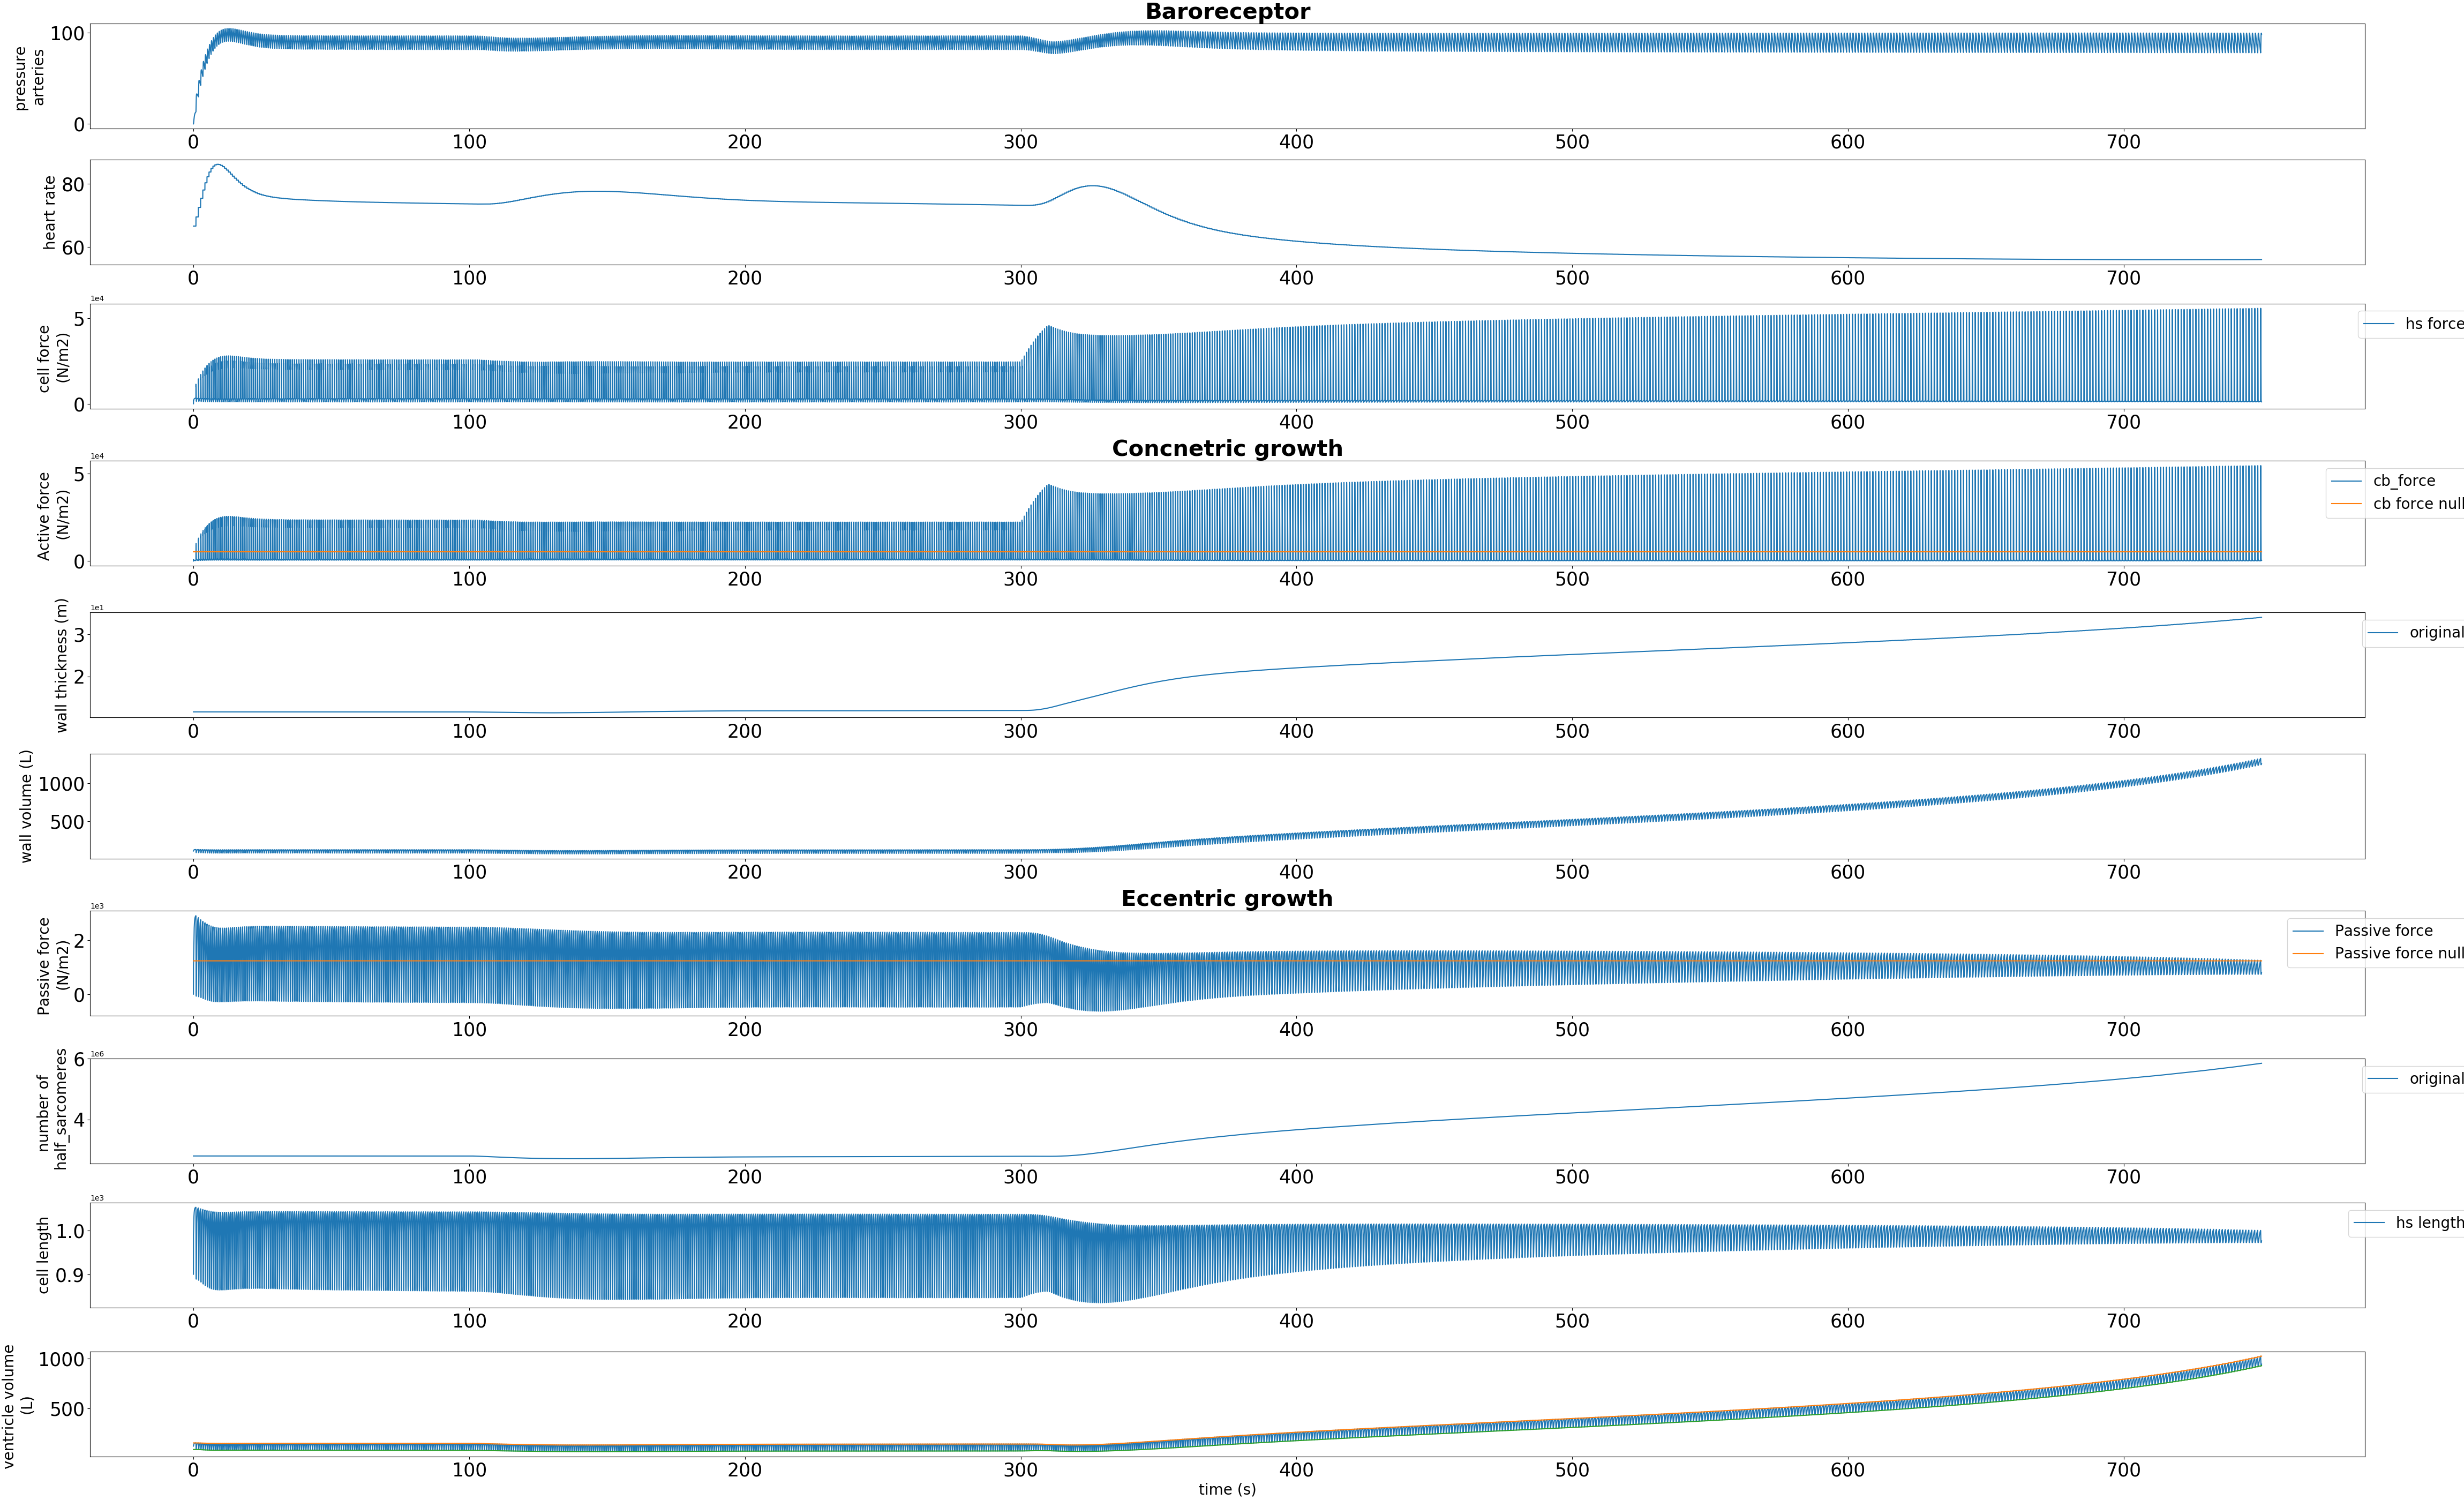 Baroreceptor
pressure
arteries
100
0
0 100 200 300 400 500 600 700
heart rate
80
60
0 100 200 300 400 500 600 700
1e4
cell force
(N/m2)
5
0
hs force
0 100 200 300 400 500 600 700
Concnetric growth
1e4
Active force
(N/m2)
5
0
cb_force
cb force null
0 100 200 300 400 500 600 700
1e1
wall thickness (m)
3
2
original
0 100 200 300 400 500 600 700
wall volume (L)
1000
500
0 100 200 300 400 500 600 700
Eccentric growth
1e3
Passive force
(N/m2)
2
0
Passive force
Passive force null
0 100 200 300 400 500 600 700
1e6
number of
half_sarcomeres
6
4
original
0 100 200 300 400 500 600 700
1e3
cell length
1.0
0.9
hs length
0 100 200 300 400 500 600 700
ventricle volume
(L)
1000
500
0 100 200 300 400 500 600 700
time (s)